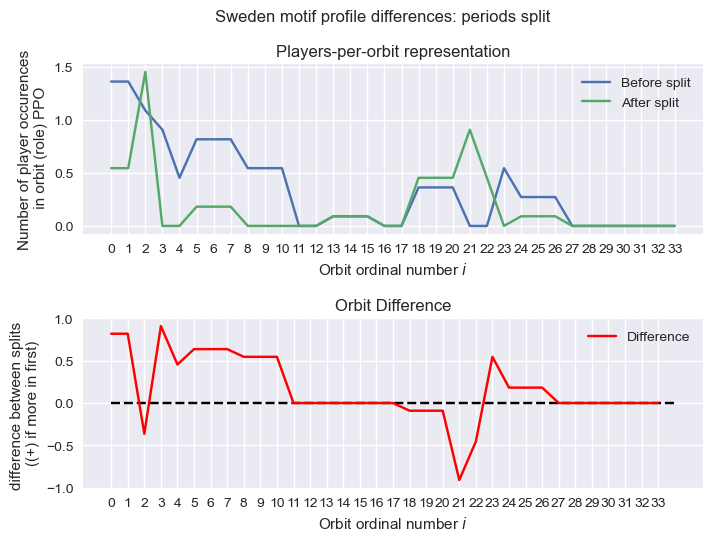 Sweden motif profile differences: periods split
Players-per-orbit representation
Number of player occurences
in orbit (role) PPO
1.5
1.0
0.5
0.0
Before split
After split
0 1 2 3 4 5 6 7 8 9 10 11 12 13 14 15 16 17 18 19 20 21 22 23 24 25 26 27 28 29 30 31 32 33
Orbit ordinal number i
Orbit Difference
difference between splits
((+) if more in first)
1.0
0.5
0.0
−0.5
−1.0
Difference
0 1 2 3 4 5 6 7 8 9 10 11 12 13 14 15 16 17 18 19 20 21 22 23 24 25 26 27 28 29 30 31 32 33
Orbit ordinal number i